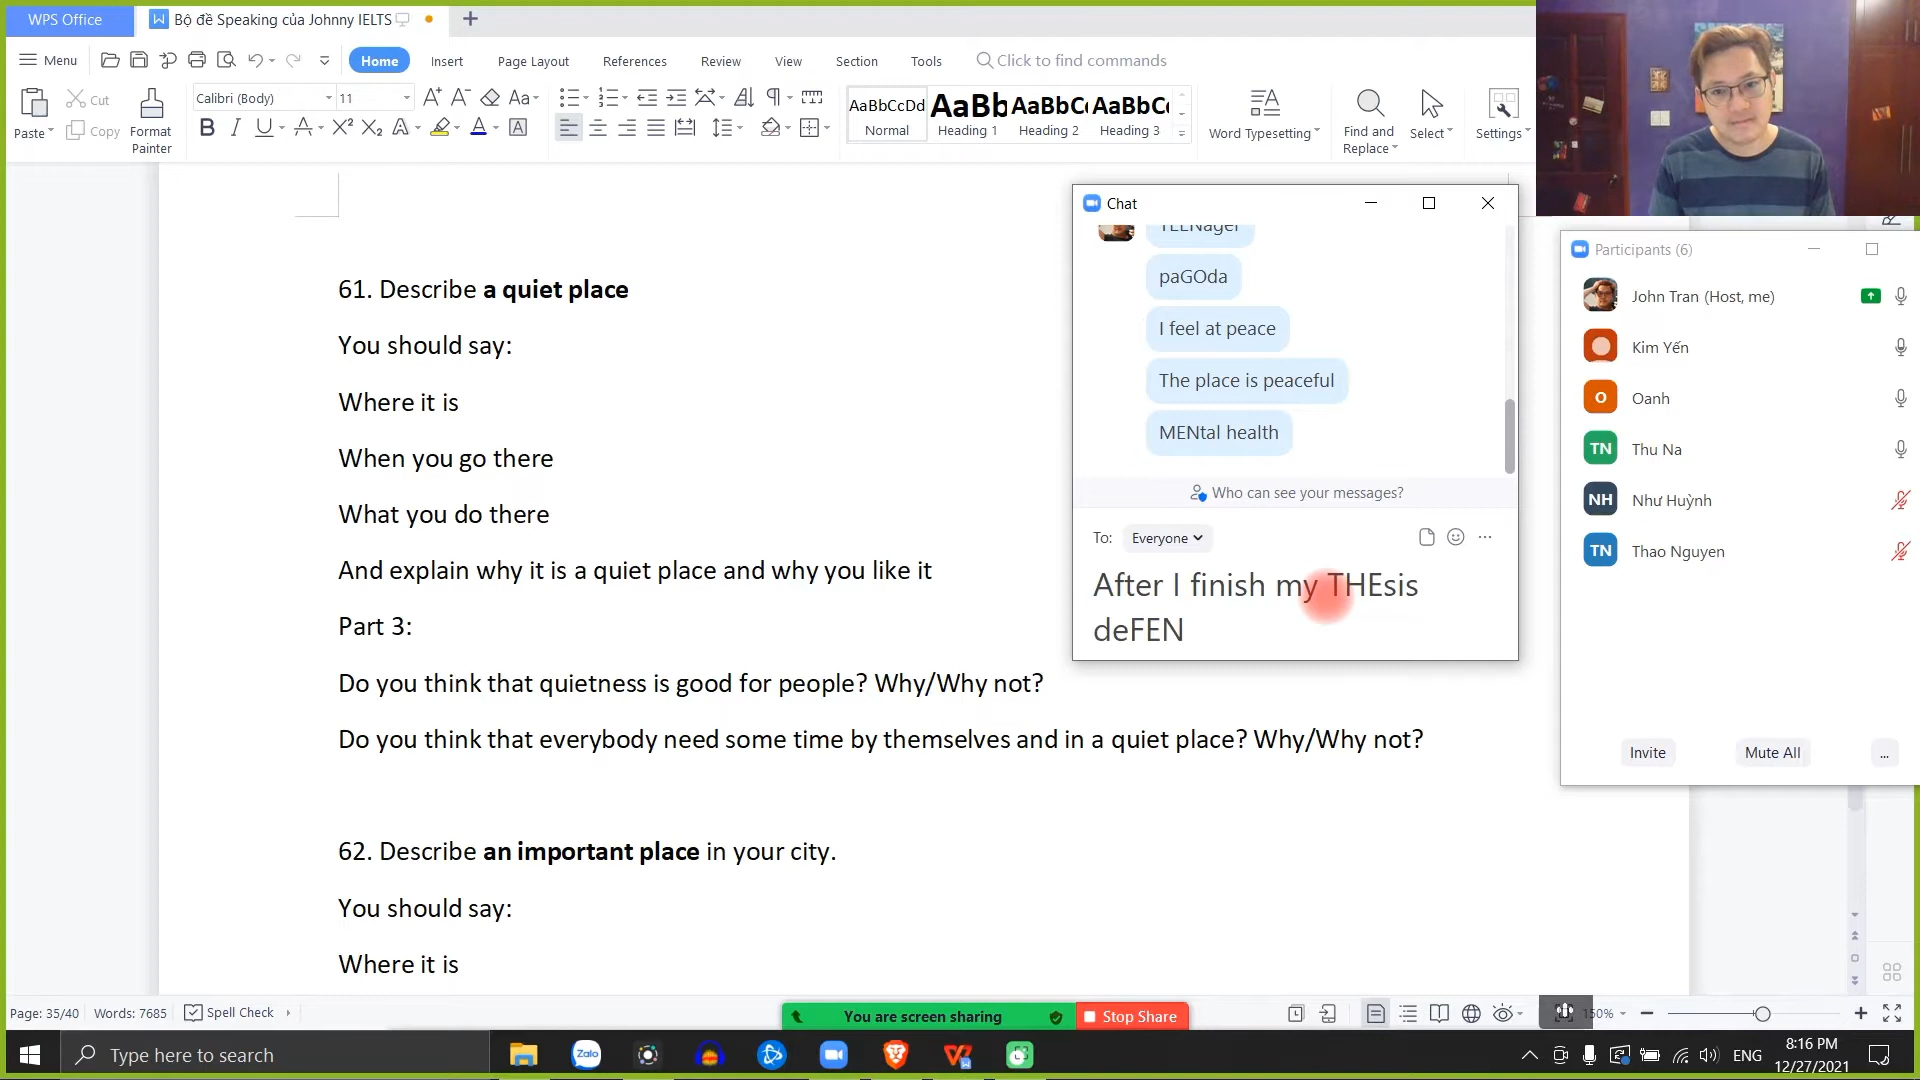 WPS Office
Bộ đề Speaking của Johnny IELTS
Menu
Home
Insert
Page Layout
References
Review
View
Section
Tools
Click to find commands
Paste
Cut
Copy
Format
Painter
Calibri (Body)
11
AaBbCcDd
Normal
AaBb
Heading 1
AaBbC
Heading 2
AaBbC
Heading 3
Word Typesetting
Find and
Replace
Select
Settings
61. Describe a quiet place
You should say:
Where it is
When you go there
What you do there
And explain why it is a quiet place and why you like it
Part 3:
Do you think that quietness is good for people? Why/Why not?
Do you think that everybody need some time by themselves and in a quiet place? Why/Why not?
62. Describe an important place in your city.
You should say:
Where it is
Chat
TEENager
paGOda
I feel at peace
The place is peaceful
MENtal health
Who can see your messages?
To: Everyone
After I finish my THEsis
deFEN
Participants (6)
John Tran (Host, me)
Kim Yến
O Oanh
TN Thu Na
NH Như Huỳnh
TN Thao Nguyen
Invite
Mute All
...
Page: 35/40
Words: 7685
Spell Check
You are screen sharing
Stop Share
150%
Type here to search
Zalo
ENG
8:16 PM
12/27/2021